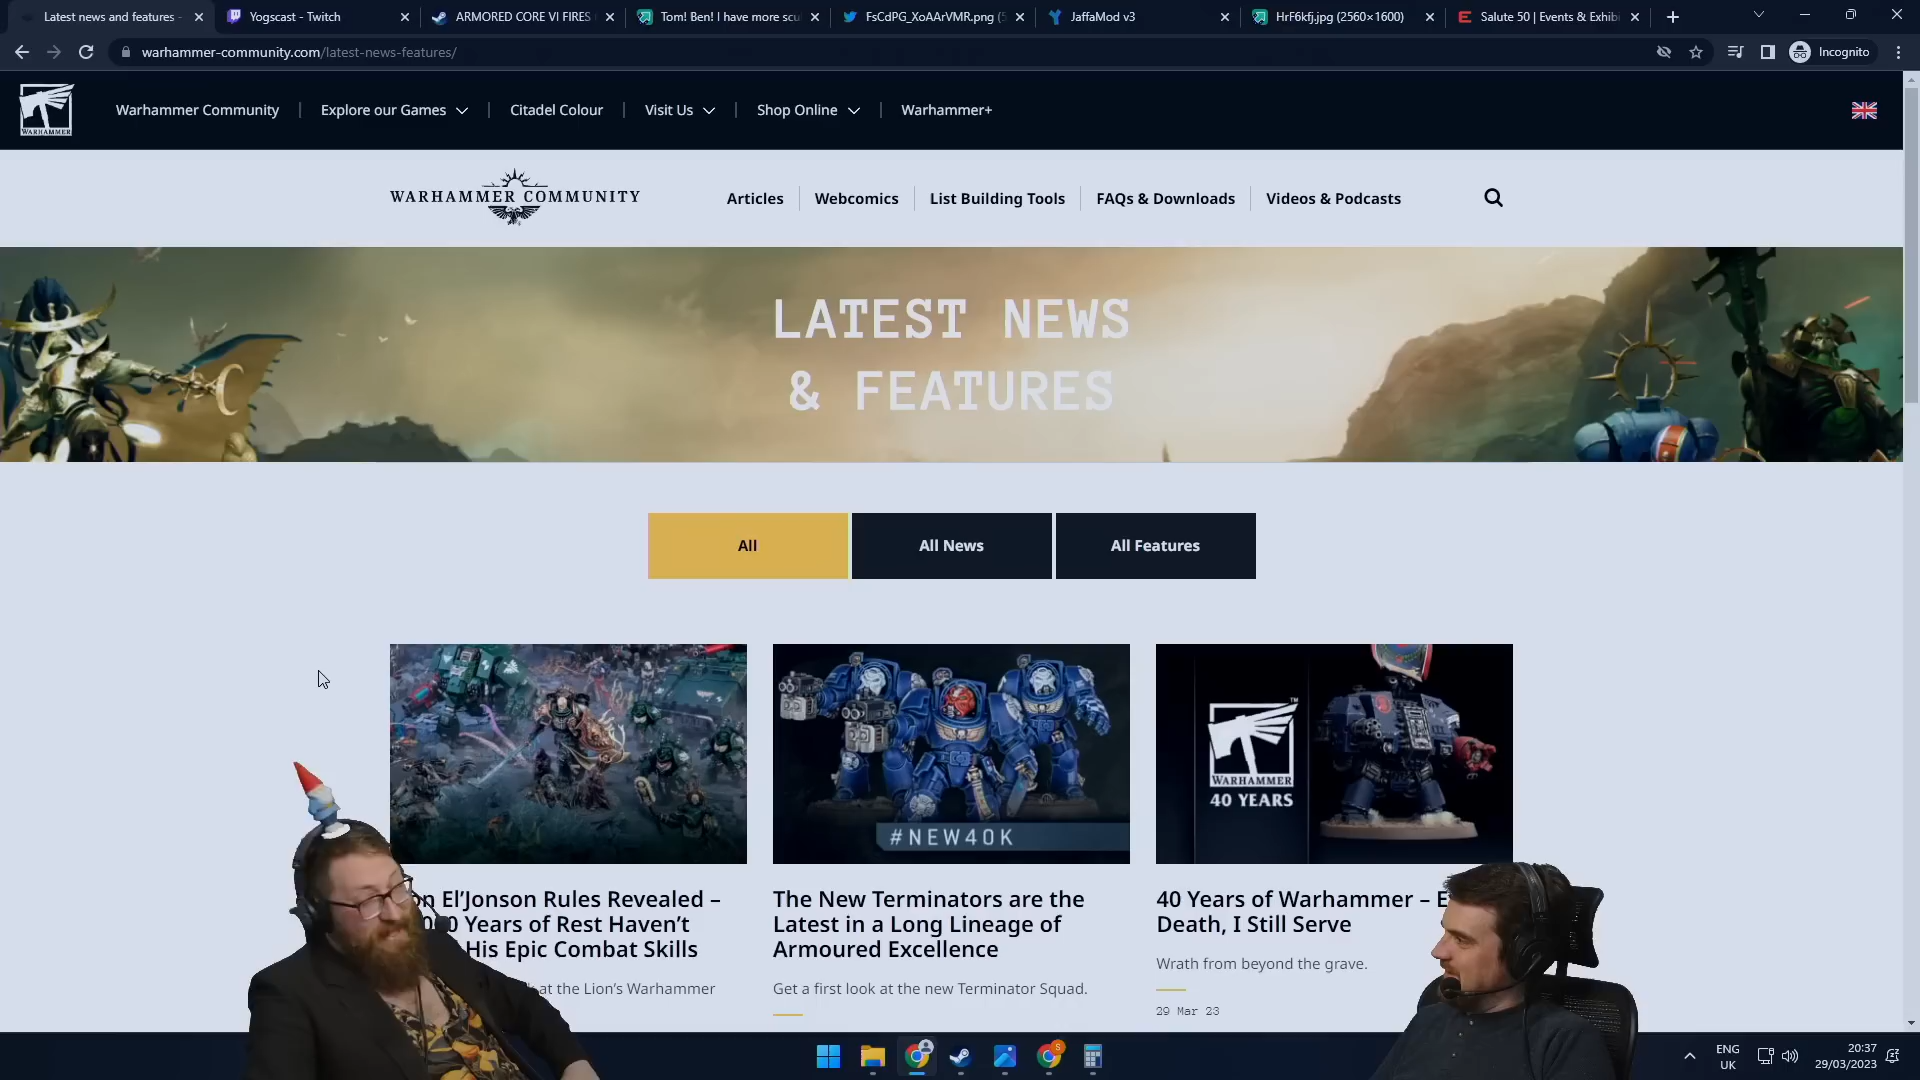 Latest news and features -
Yogscast - Twitch
ARMORED CORE VI FIRES
Tom! Ben! I have more scu
FsCdPG_XoAArVMR.png (5
JaffaMod v3
HrF6kfj.jpg (2560×1600)
Salute 50 | Events & Exhibi
warhammer-community.com/latest-news-features/
Incognito
WARHAMMER
Warhammer Community
Explore our Games
Citadel Colour
Visit Us
Shop Online
Warhammer+
WARHAMMER COMMUNITY
Articles
Webcomics
List Building Tools
FAQs & Downloads
Videos & Podcasts
LATEST NEWS
& FEATURES
All
All News
All Features
#NEW40K
WARHAMMER™
40 YEARS
on El'Jonson Rules Revealed –
Years of Rest Haven't
His Epic Combat Skills
at the Lion's Warhammer
The New Terminators are the
Latest in a Long Lineage of
Armoured Excellence
Get a first look at the new Terminator Squad.
40 Years of Warhammer – E
Death, I Still Serve
Wrath from beyond the grave.
29 Mar 23
S
ENG
UK
20:37
29/03/2023